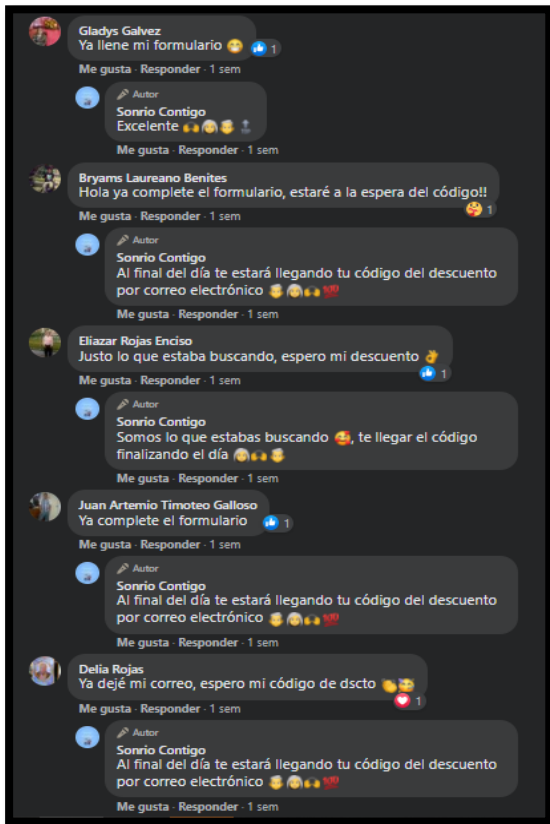 Gladys Galvez
Ya llene mi formulario 😁 1
Me gusta · Responder · 1 sem
Autor
Sonrio Contigo
Excelente
Me gusta · Responder · 1 sem
Bryams Laureano Benites
Hola ya complete el formulario, estaré a la espera del código!!
1
Me gusta · Responder · 1 sem
Autor
Sonrio Contigo
Al final del día te estará llegando tu código del descuento
por correo electrónico 💯
Me gusta · Responder · 1 sem
Eliazar Rojas Enciso
Justo lo que estaba buscando, espero mi descuento 👌
1
Me gusta · Responder · 1 sem
Autor
Sonrio Contigo
Somos lo que estabas buscando 🥰, te llegar el código
finalizando el día
Me gusta · Responder · 1 sem
Juan Artemio Timoteo Galloso
Ya complete el formulario 1
Me gusta · Responder · 1 sem
Autor
Sonrio Contigo
Al final del día te estará llegando tu código del descuento
por correo electrónico 💯
Me gusta · Responder · 1 sem
Delia Rojas
Ya dejé mi correo, espero mi código de dscto 👏🥳
1
Me gusta · Responder · 1 sem
Autor
Sonrio Contigo
Al final del día te estará llegando tu código del descuento
por correo electrónico 💯
Me gusta · Responder · 1 sem